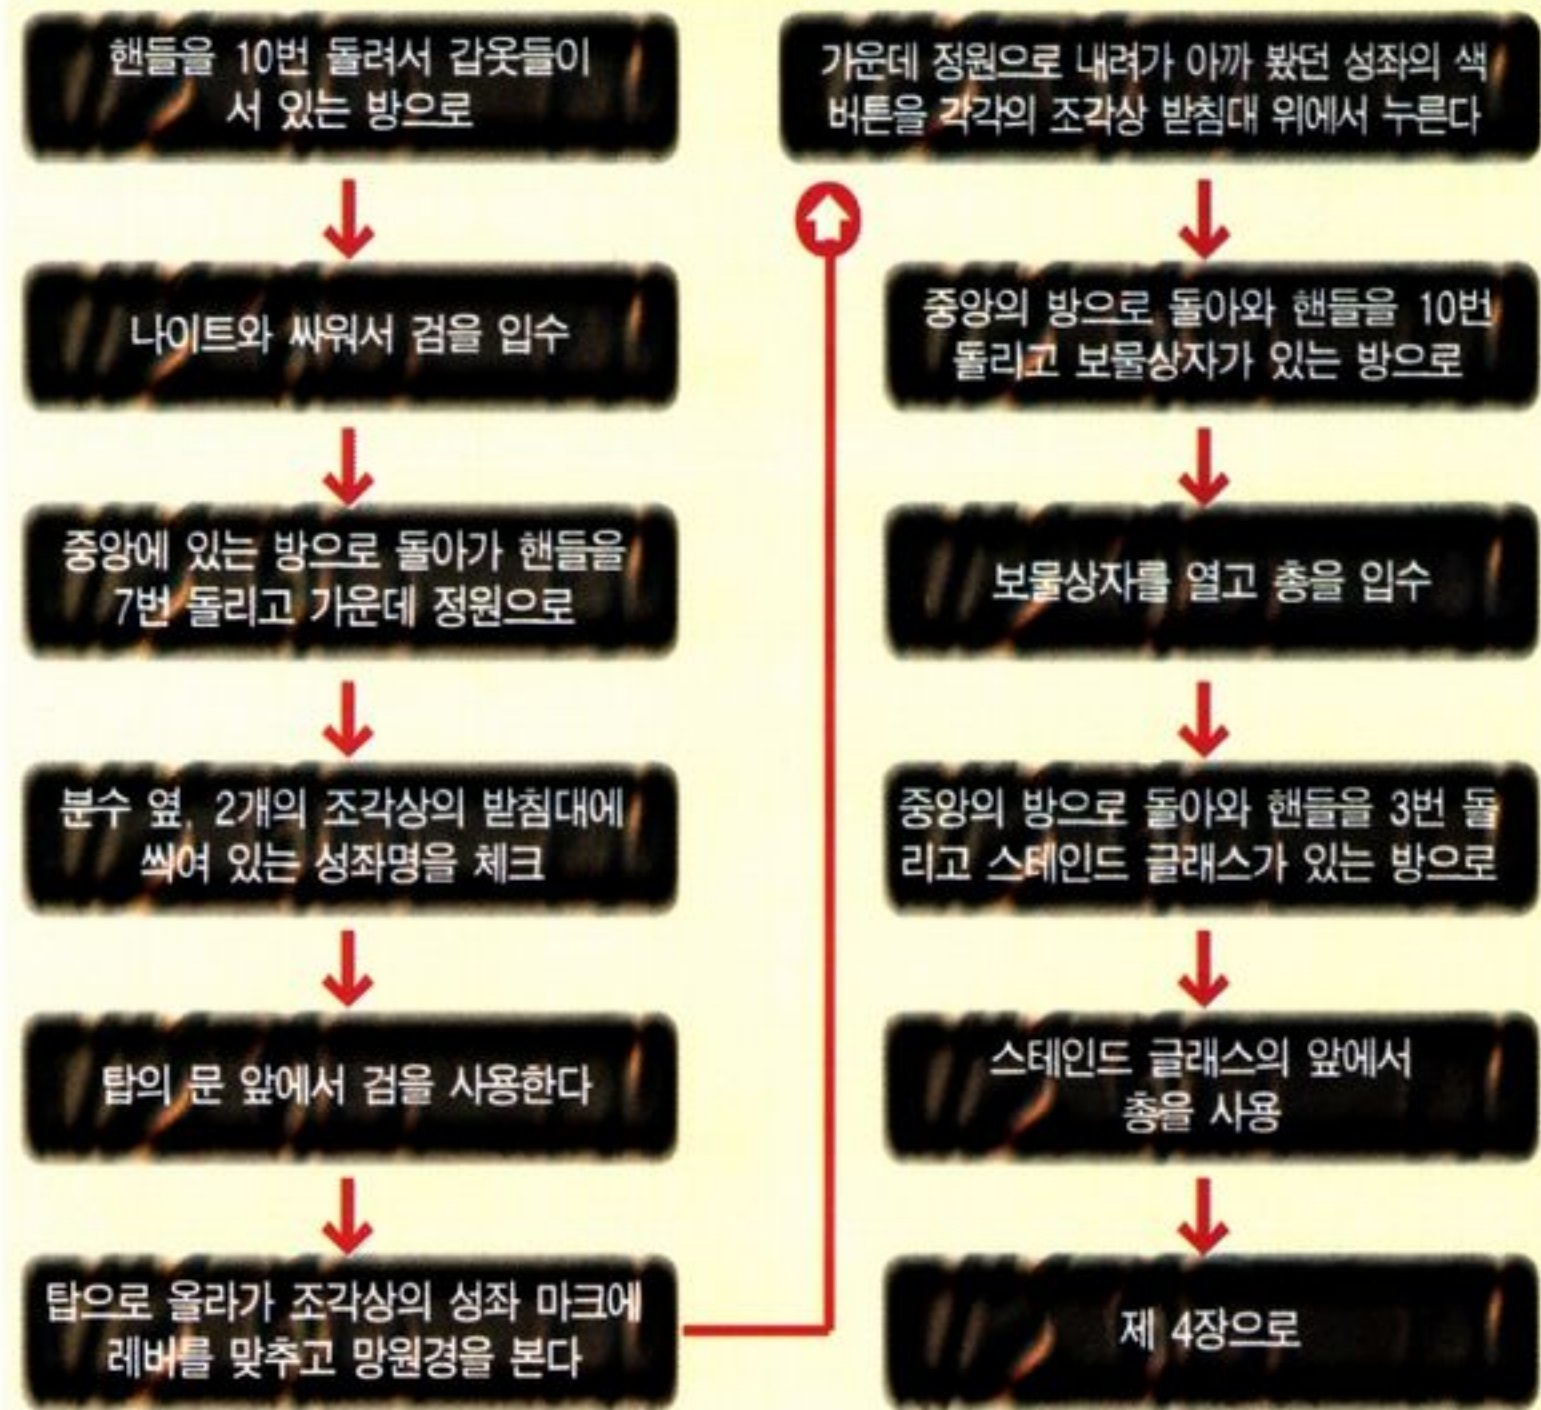 핸들을 10번 돌려서 갑옷들이
서 있는 방으로
나이트와 싸워서 검을 입수
중앙에 있는 방으로 돌아가 핸들을
7번 돌리고 가운데 정원으로
분수 옆, 2개의 조각상의 받침대에
씌여 있는 성좌명을 체크
탑의 문 앞에서 검을 사용한다
탑으로 올라가 조각상의 성좌 마크에
레버를 맞추고 망원경을 본다
가운데 정원으로 내려가 아까 봤던 성좌의 색
버튼을 각각의 조각상 받침대 위에서 누른다
중앙의 방으로 돌아와 핸들을 10번
돌리고 보물상자가 있는 방으로
보물상자를 열고 총을 입수
중앙의 방으로 돌아와 핸들을 3번 돌
리고 스테인드 글래스가 있는 방으로
스테인드 글래스의 앞에서
총을 사용
제 4장으로